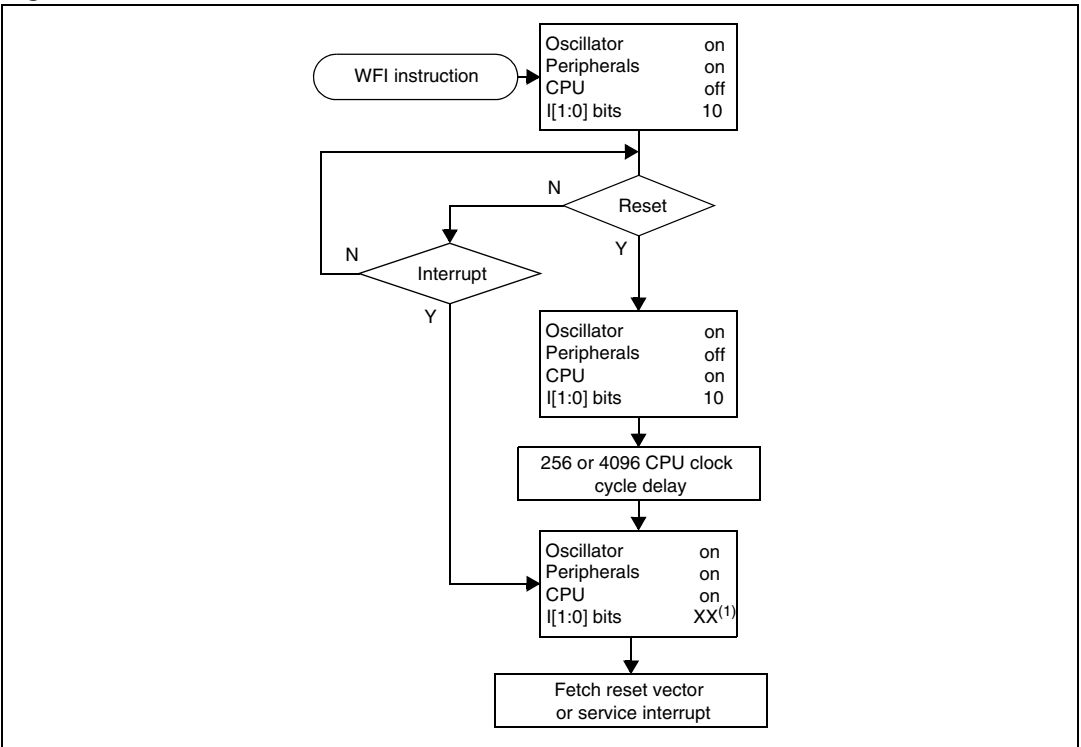 WFI instruction
Oscillator on
Peripherals on
CPU off
I[1:0] bits 10
N
Reset
Y
N
Interrupt
Y
Oscillator on
Peripherals off
CPU on
I[1:0] bits 10
256 or 4096 CPU clock
cycle delay
Oscillator on
Peripherals on
CPU on
I[1:0] bits XX(1)
Fetch reset vector
or service interrupt